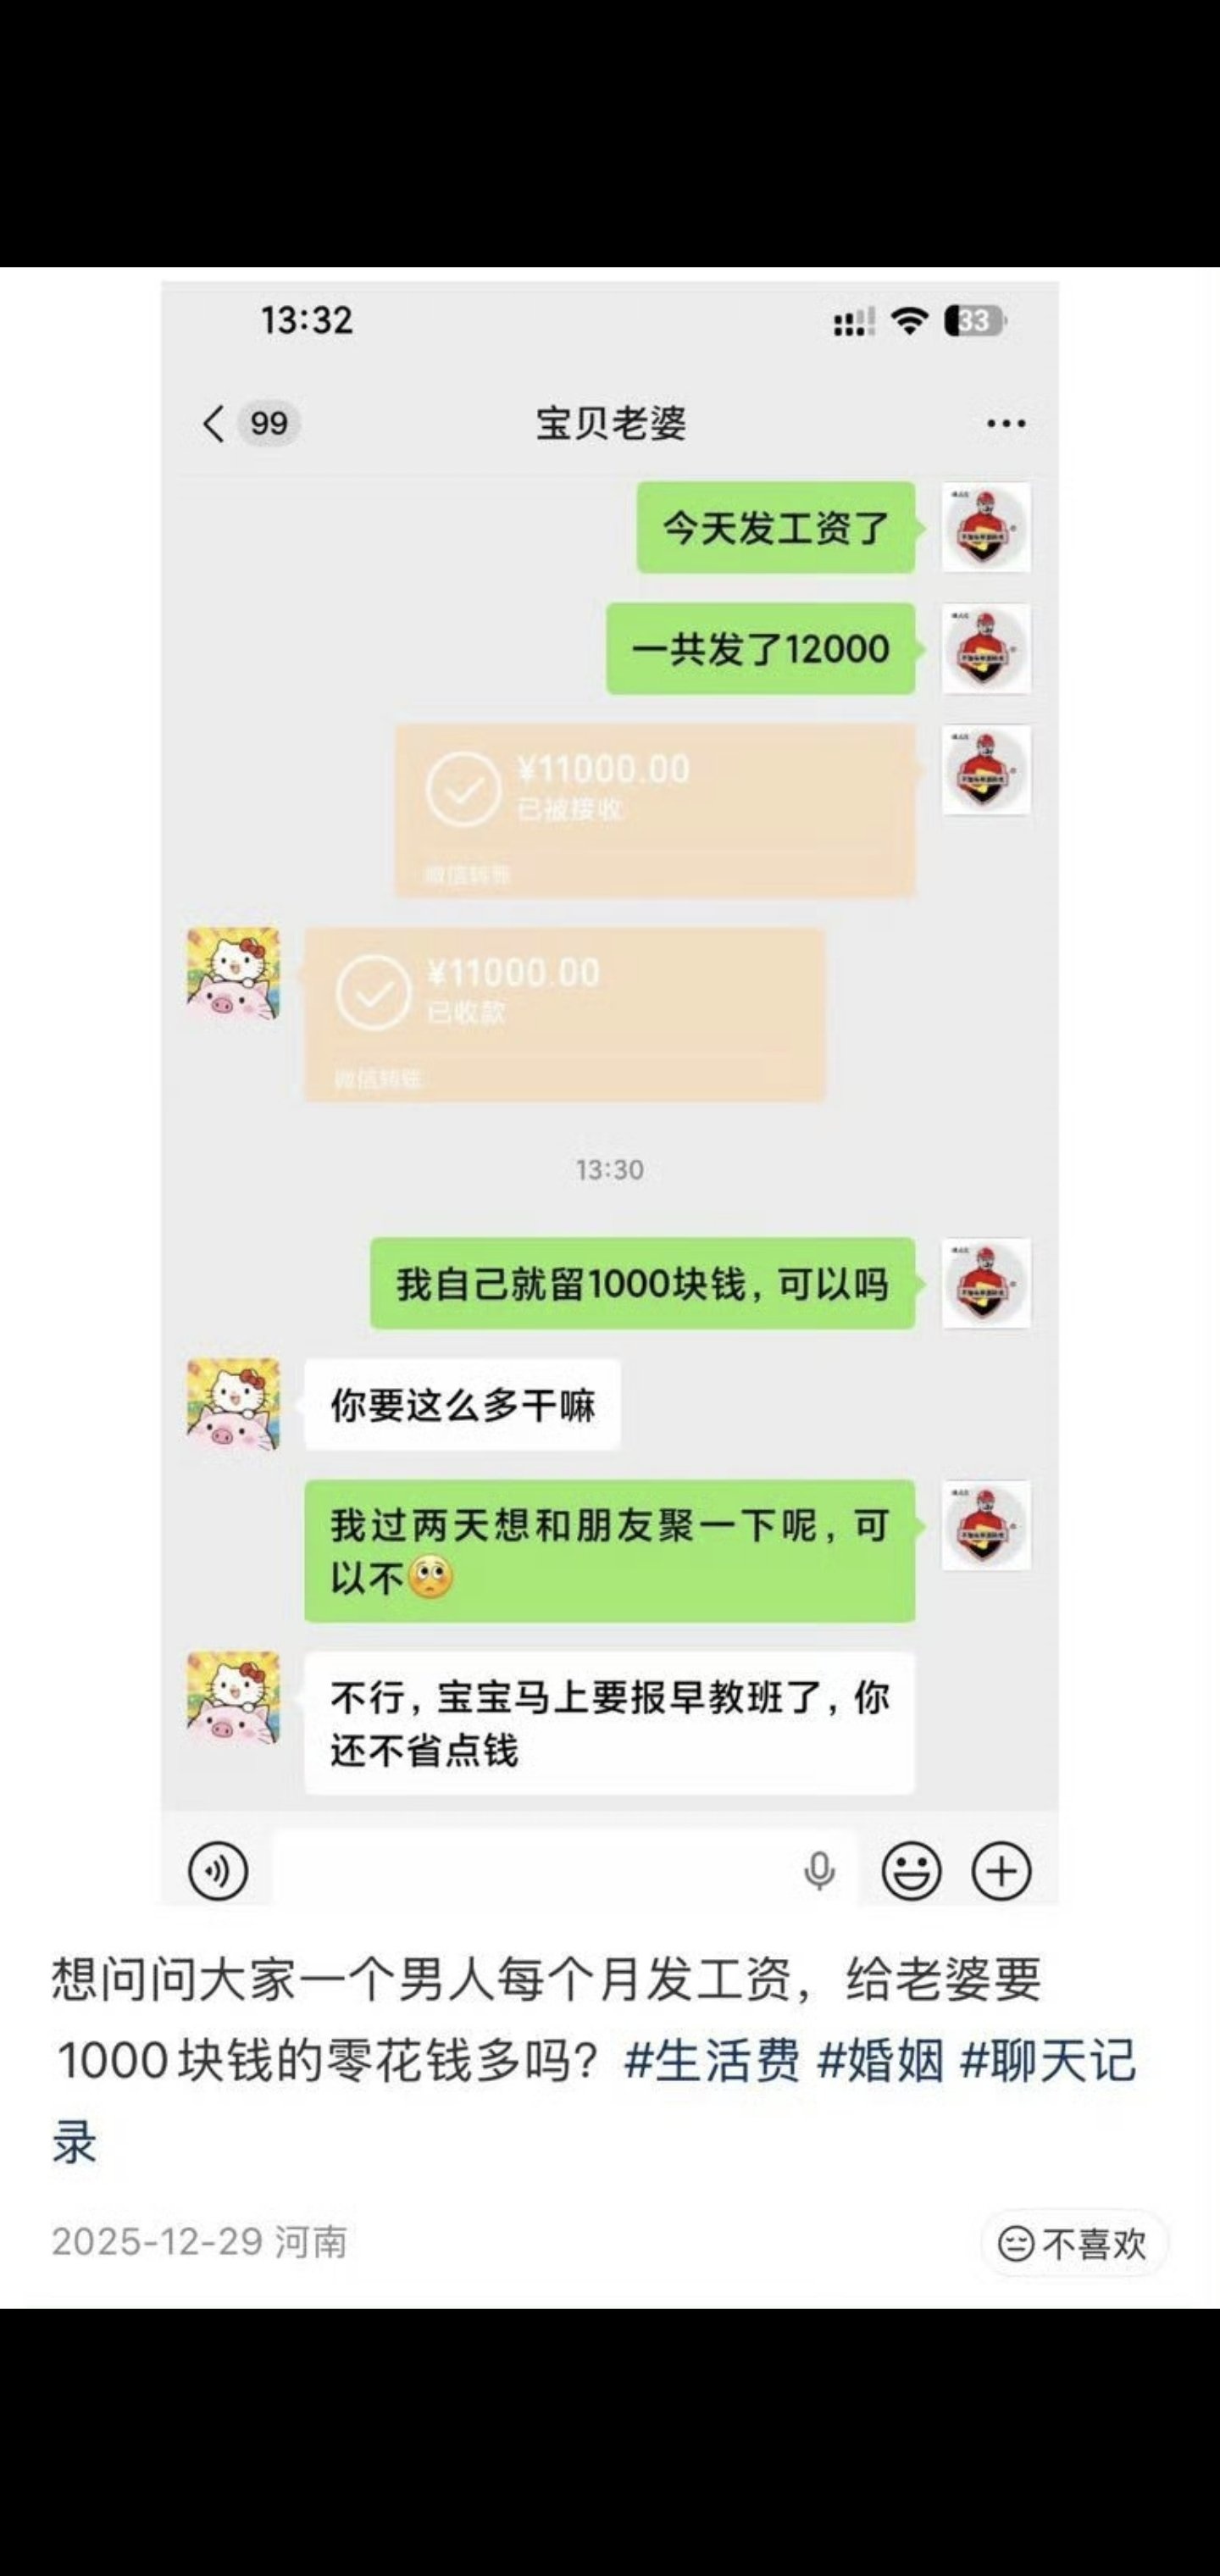 13:32
33
99
宝贝老婆
今天发工资了
一共发了12000
¥11000.00
已被接收
微信转账
¥11000.00
已收款
微信转账
13:30
我自己就留1000块钱，可以吗
你要这么多干嘛
我过两天想和朋友聚一下呢，可
以不🥺
不行，宝宝马上要报早教班了，你
还不省点钱
想问问大家一个男人每个月发工资，给老婆要
1000块钱的零花钱多吗？#生活费 #婚姻 #聊天记
录
2025-12-29 河南
不喜欢